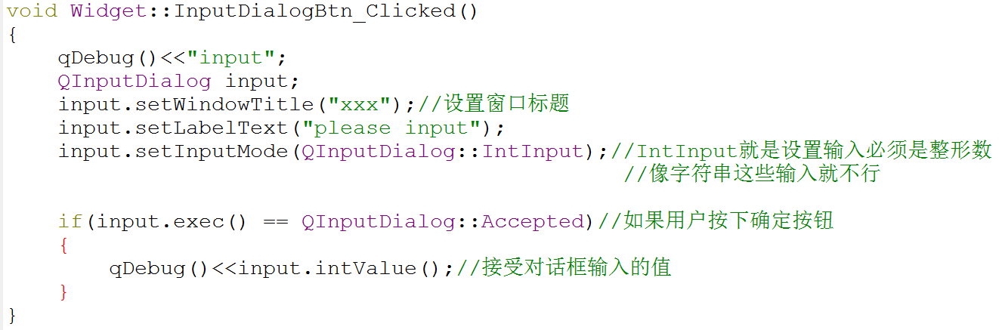 void Widget::InputDialogBtn_Clicked()
{
    qDebug()<<"input";
    QInputDialog input;
    input.setWindowTitle("xxx");//设置窗口标题
    input.setLabelText("please input");
    input.setInputMode(QInputDialog::IntInput);//IntInput就是设置输入必须是整形数
                                            //像字符串这些输入就不行
    if(input.exec() == QInputDialog::Accepted)//如果用户按下确定按钮
    {
        qDebug()<<input.intValue();//接受对话框输入的值
    }
}